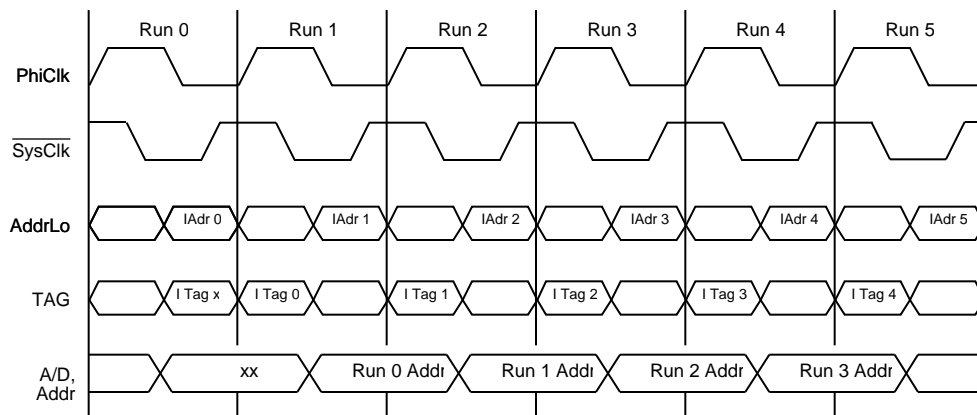 Run 0 Run 1 Run 2 Run 3 Run 4 Run 5
PhiClk
SysClk
AddrLo IAdr 0 IAdr 1 IAdr 2 IAdr 3 IAdr 4 IAdr 5
TAG I Tag x I Tag 0 I Tag 1 I Tag 2 I Tag 3 I Tag 4
A/D, xx Run 0 Addr Run 1 Addr Run 2 Addr Run 3 Addr
Addr